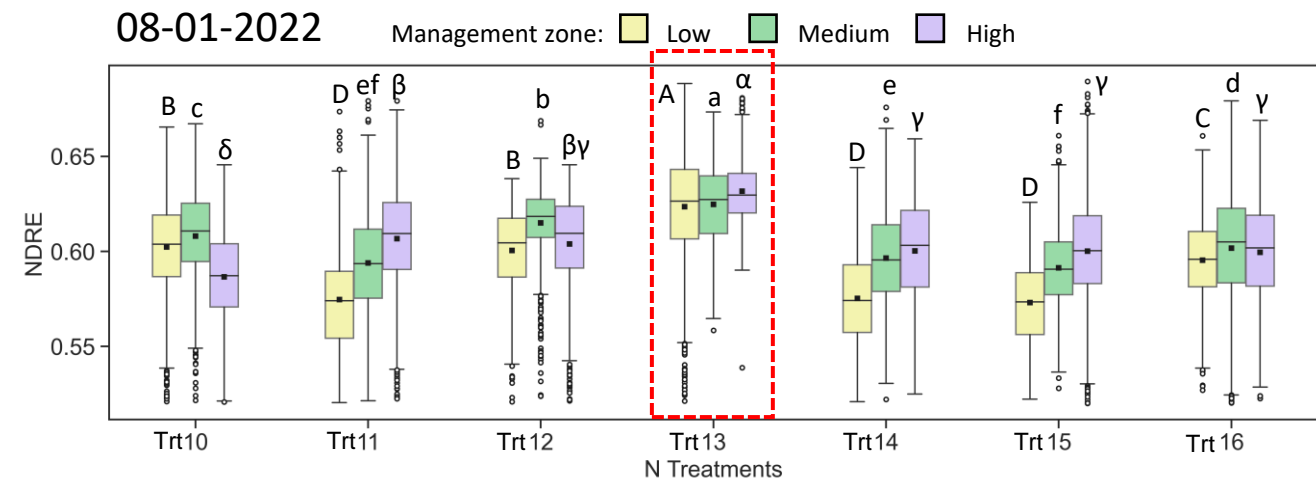 08-01-2022 Management zone: Low Medium High
B c δ D ef β B b βγ A a α D e γ D f γ C d γ
0.65
0.60
0.55
NDRE
Trt10 Trt11 Trt12 Trt13 Trt14 Trt15 Trt16
N Treatments